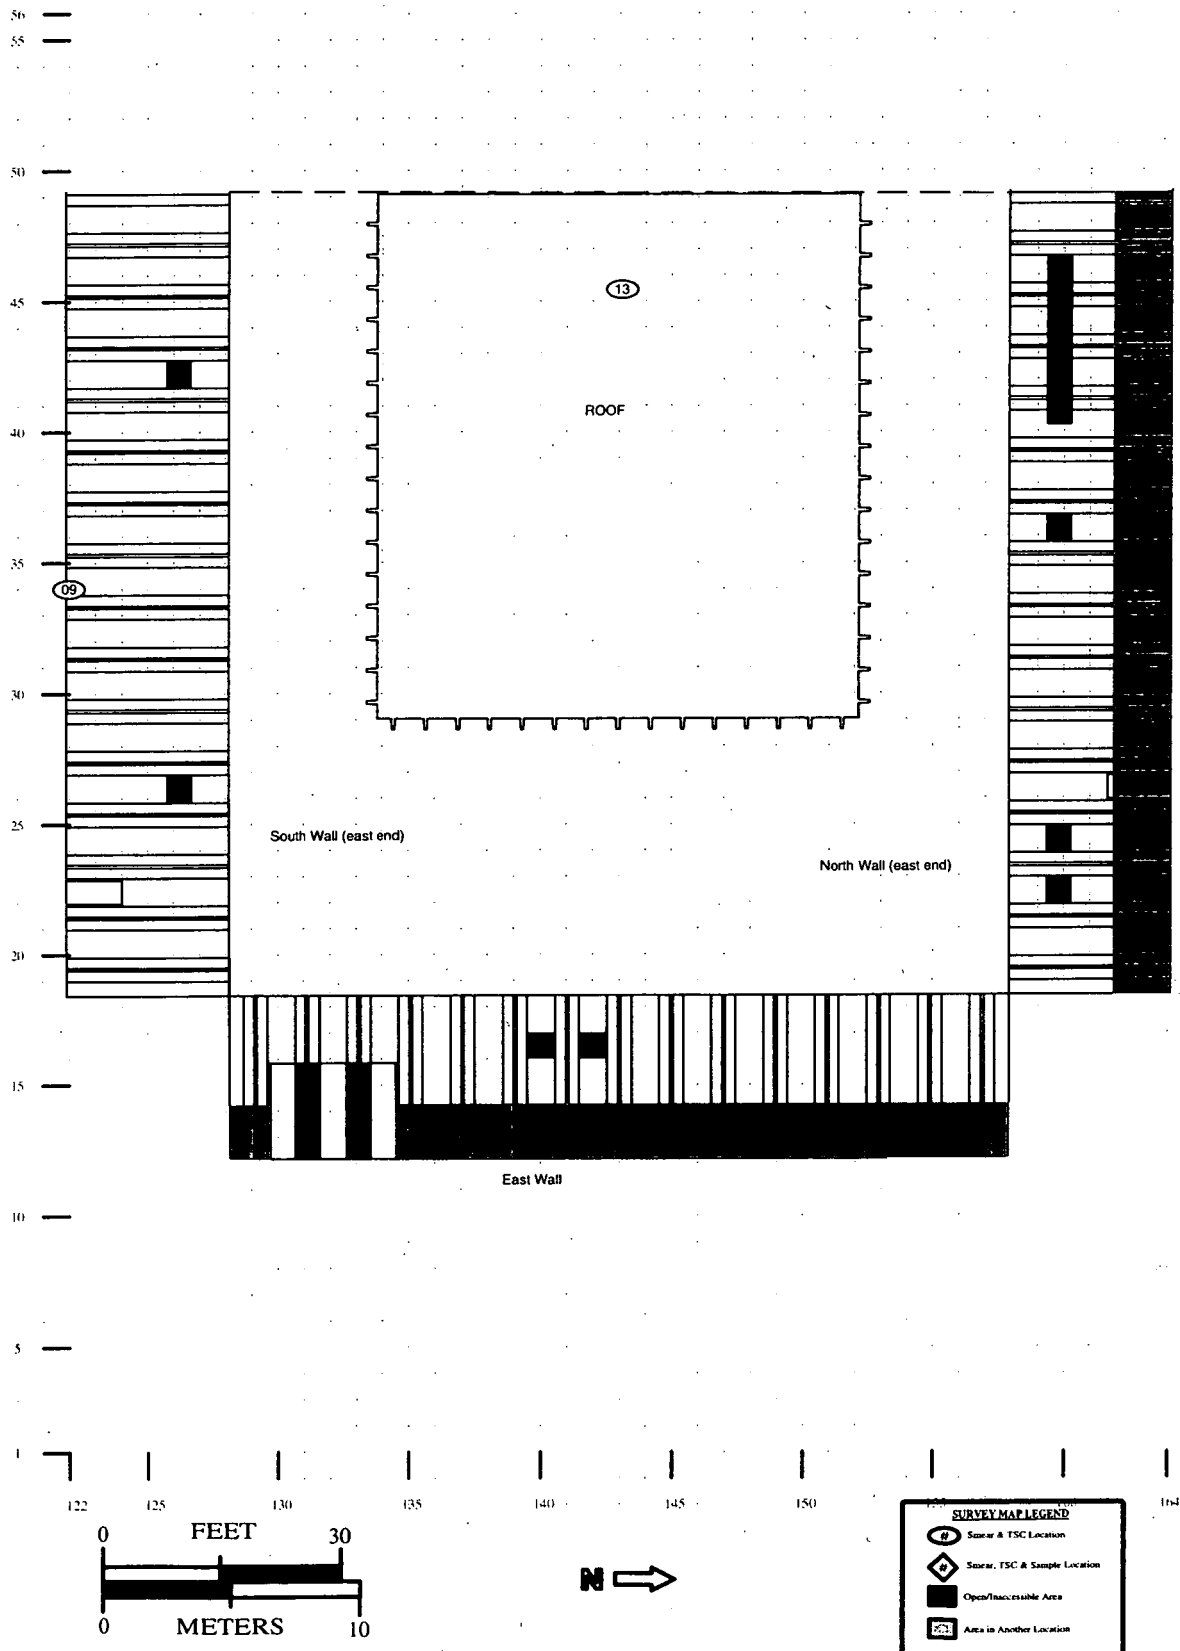 56
55
50
45
13
ROOF
40
35
09
30
25
South Wall (east end)
North Wall (east end)
20
15
East Wall
10
5
1
122 125 130 135 140 145 150 155 160 164
0 FEET 30
0 METERS 10
N
SURVEY MAP LEGEND
# Smear & TSC Location
# Smear, TSC & Sample Location
Open/Inaccessible Area
Area in Another Location